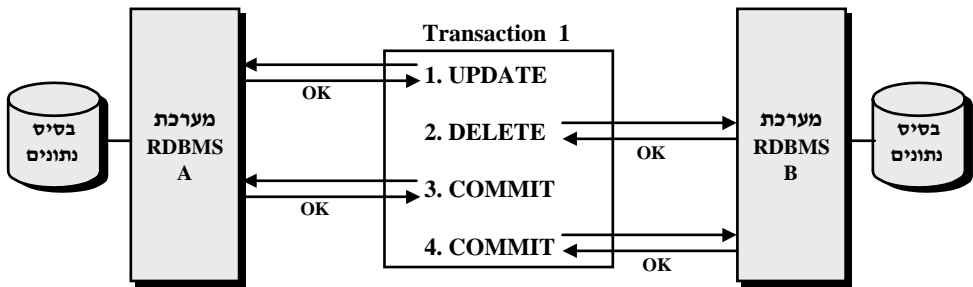 Transaction 1
בסיס
נתונים
מערכת
RDBMS
A
1. UPDATE
OK
2. DELETE
OK
3. COMMIT
OK
4. COMMIT
OK
מערכת
RDBMS
B
בסיס
נתונים